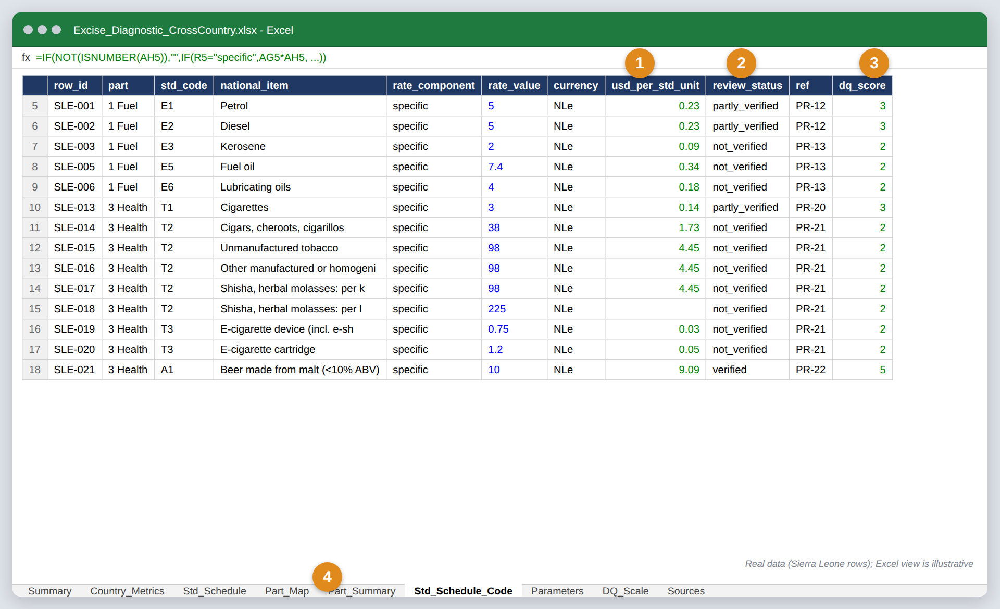 Excise_Diagnostic_CrossCountry.xlsx - Excel
fx =IF(NOT(ISNUMBER(AH5)),"",IF(R5="specific",AG5*AH5, ...))
1 2 3
row_id part std_code national_item rate_component rate_value currency usd_per_std_unit review_status ref dq_score
5 SLE-001 1 Fuel E1 Petrol specific 5 NLe 0.23 partly_verified PR-12 3
6 SLE-002 1 Fuel E2 Diesel specific 5 NLe 0.23 partly_verified PR-12 3
7 SLE-003 1 Fuel E3 Kerosene specific 2 NLe 0.09 not_verified PR-13 2
8 SLE-005 1 Fuel E5 Fuel oil specific 7.4 NLe 0.34 not_verified PR-13 2
9 SLE-006 1 Fuel E6 Lubricating oils specific 4 NLe 0.18 not_verified PR-13 2
10 SLE-013 3 Health T1 Cigarettes specific 3 NLe 0.14 partly_verified PR-20 3
11 SLE-014 3 Health T2 Cigars, cheroots, cigarillos specific 38 NLe 1.73 not_verified PR-21 2
12 SLE-015 3 Health T2 Unmanufactured tobacco specific 98 NLe 4.45 not_verified PR-21 2
13 SLE-016 3 Health T2 Other manufactured or homogeni specific 98 NLe 4.45 not_verified PR-21 2
14 SLE-017 3 Health T2 Shisha, herbal molasses: per k specific 98 NLe 4.45 not_verified PR-21 2
15 SLE-018 3 Health T2 Shisha, herbal molasses: per l specific 225 NLe not_verified PR-21 2
16 SLE-019 3 Health T3 E-cigarette device (incl. e-sh specific 0.75 NLe 0.03 not_verified PR-21 2
17 SLE-020 3 Health T3 E-cigarette cartridge specific 1.2 NLe 0.05 not_verified PR-21 2
18 SLE-021 3 Health A1 Beer made from malt (<10% ABV) specific 10 NLe 9.09 verified PR-22 5
Real data (Sierra Leone rows); Excel view is illustrative
4
Summary Country_Metrics Std_Schedule Part_Map Part_Summary Std_Schedule_Code Parameters DQ_Scale Sources